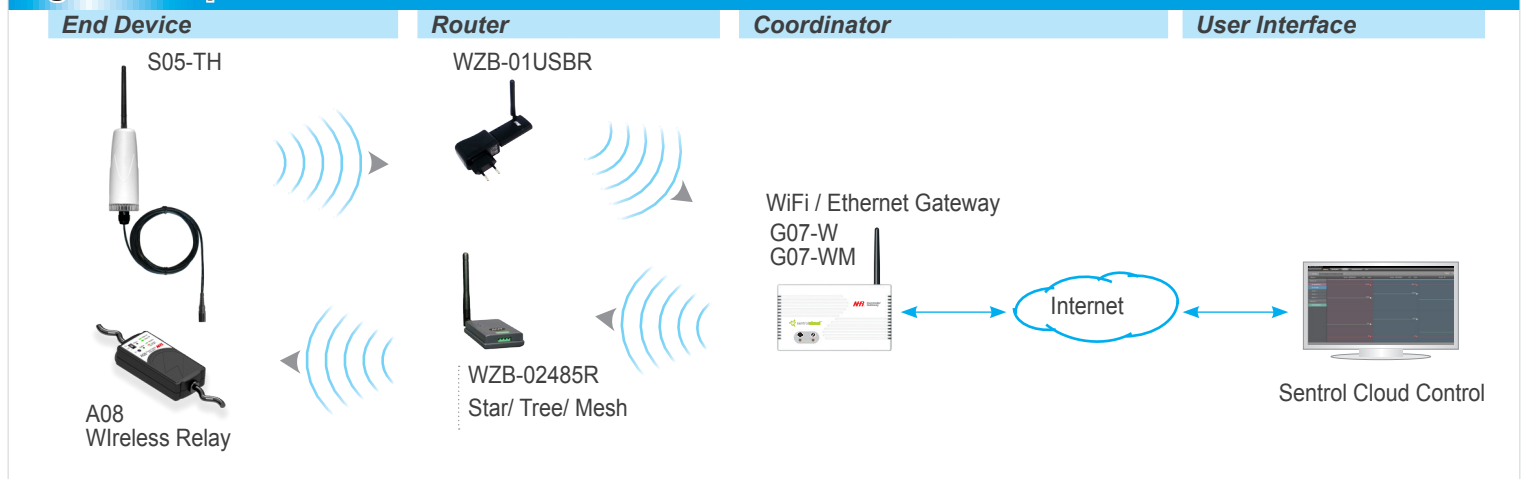 End Device
Router
Coordinator
User Interface
S05-TH
WZB-01USBR
WiFi / Ethernet Gateway
G07-W
G07-WM
Internet
WZB-02485R
Star/ Tree/ Mesh
Sentrol Cloud Control
A08
WIreless Relay